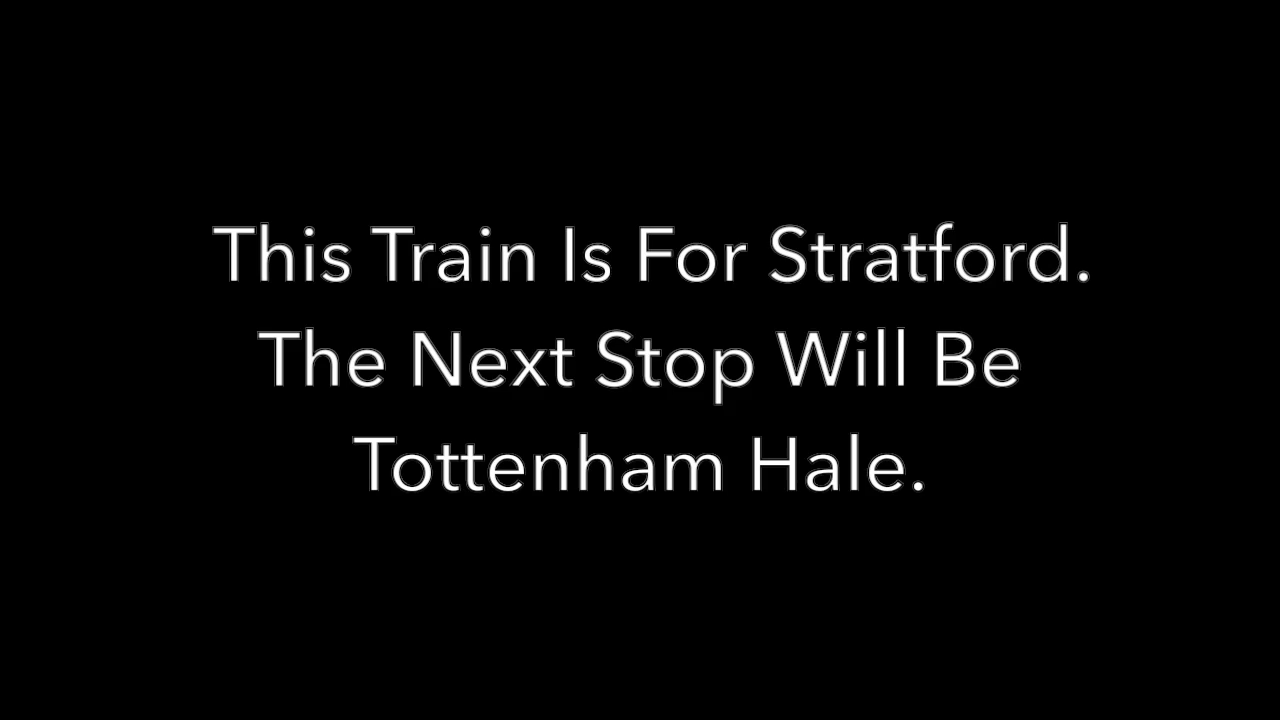 This Train Is For Stratford.
The Next Stop Will Be
Tottenham Hale.